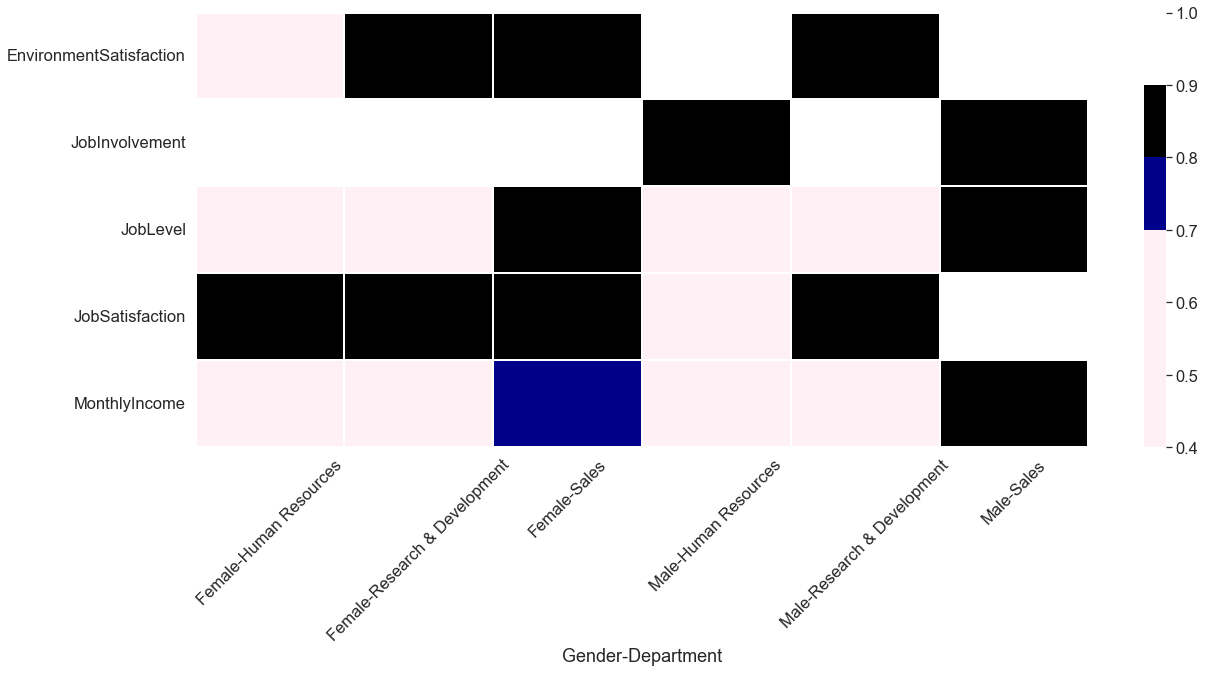 EnvironmentSatisfaction
JobInvolvement
JobLevel
JobSatisfaction
MonthlyIncome
1.0
0.9
0.8
0.7
0.6
0.5
0.4
Female-Human Resources
Female-Research & Development
Female-Sales
Male-Human Resources
Male-Research & Development
Male-Sales
Gender-Department